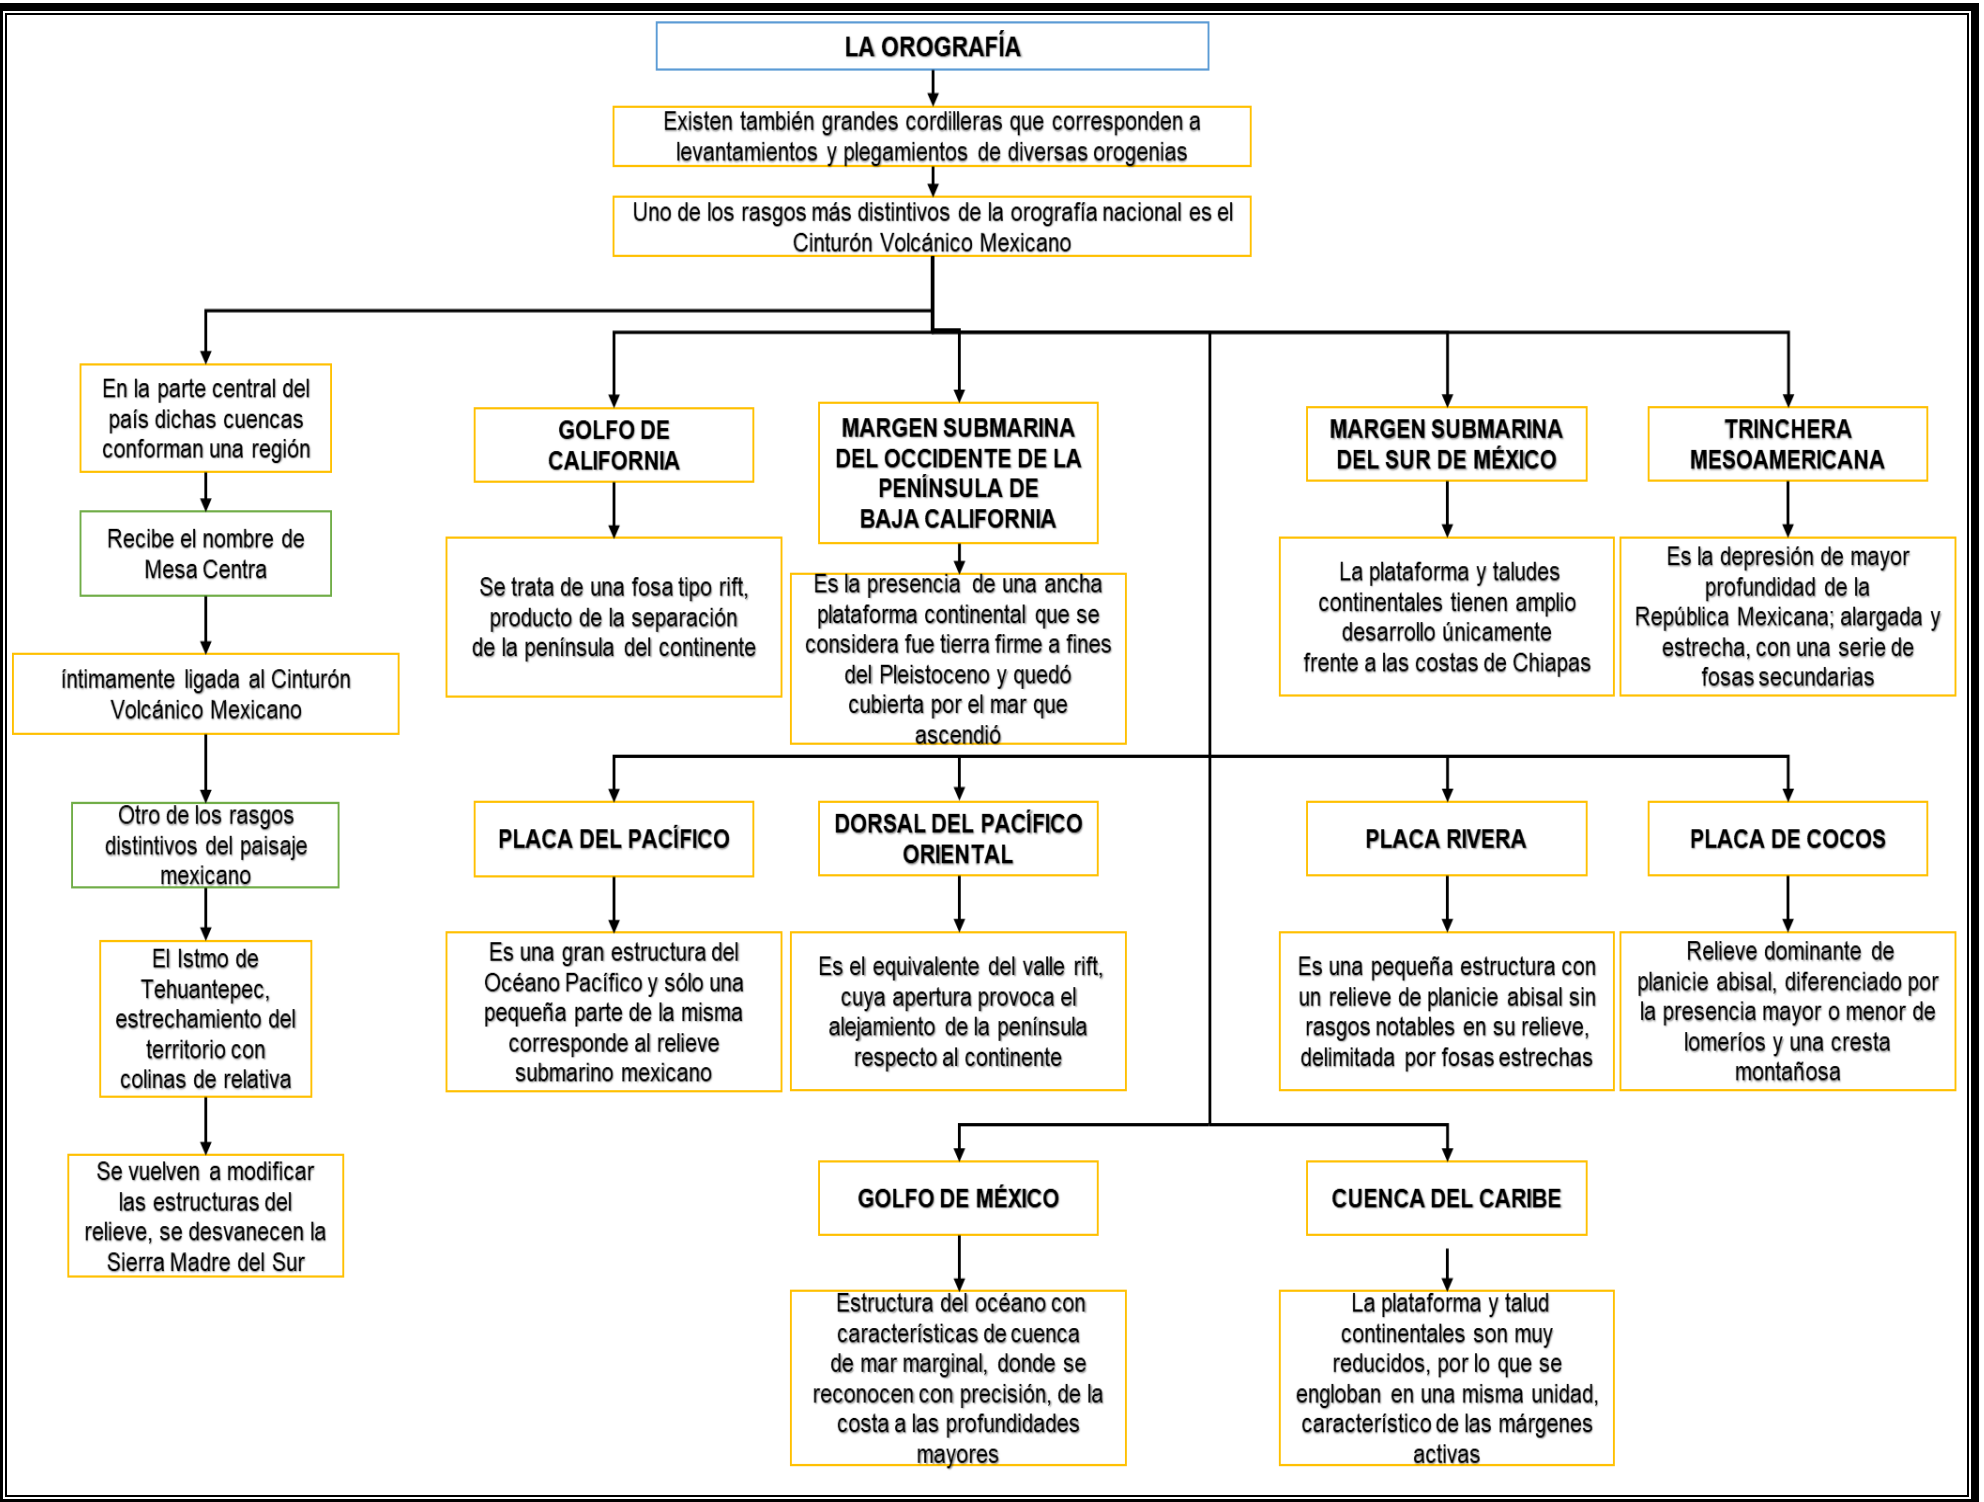 LA OROGRAFÍA
Existen también grandes cordilleras que corresponden a
levantamientos y plegamientos de diversas orogenias
Uno de los rasgos más distintivos de la orografía nacional es el
Cinturón Volcánico Mexicano
En la parte central del
país dichas cuencas
conforman una región
Recibe el nombre de
Mesa Centra
íntimamente ligada al Cinturón
Volcánico Mexicano
Otro de los rasgos
distintivos del paisaje
mexicano
El Istmo de
Tehuantepec,
estrechamiento del
territorio con
colinas de relativa
Se vuelven a modificar
las estructuras del
relieve, se desvanecen la
Sierra Madre del Sur
GOLFO DE
CALIFORNIA
Se trata de una fosa tipo rift,
producto de la separación
de la península del continente
MARGEN SUBMARINA
DEL OCCIDENTE DE LA
PENÍNSULA DE
BAJA CALIFORNIA
Es la presencia de una ancha
plataforma continental que se
considera fue tierra firme a fines
del Pleistoceno y quedó
cubierta por el mar que
ascendió
MARGEN SUBMARINA
DEL SUR DE MÉXICO
La plataforma y taludes
continentales tienen amplio
desarrollo únicamente
frente a las costas de Chiapas
TRINCHERA
MESOAMERICANA
Es la depresión de mayor
profundidad de la
República Mexicana; alargada y
estrecha, con una serie de
fosas secundarias
PLACA DEL PACÍFICO
Es una gran estructura del
Océano Pacífico y sólo una
pequeña parte de la misma
corresponde al relieve
submarino mexicano
DORSAL DEL PACÍFICO
ORIENTAL
Es el equivalente del valle rift,
cuya apertura provoca el
alejamiento de la península
respecto al continente
PLACA RIVERA
Es una pequeña estructura con
un relieve de planicie abisal sin
rasgos notables en su relieve,
delimitada por fosas estrechas
PLACA DE COCOS
Relieve dominante de
planicie abisal, diferenciado por
la presencia mayor o menor de
lomeríos y una cresta
montañosa
GOLFO DE MÉXICO
Estructura del océano con
características de cuenca
de mar marginal, donde se
reconocen con precisión, de la
costa a las profundidades
mayores
CUENCA DEL CARIBE
La plataforma y talud
continentales son muy
reducidos, por lo que se
engloban en una misma unidad,
característico de las márgenes
activas